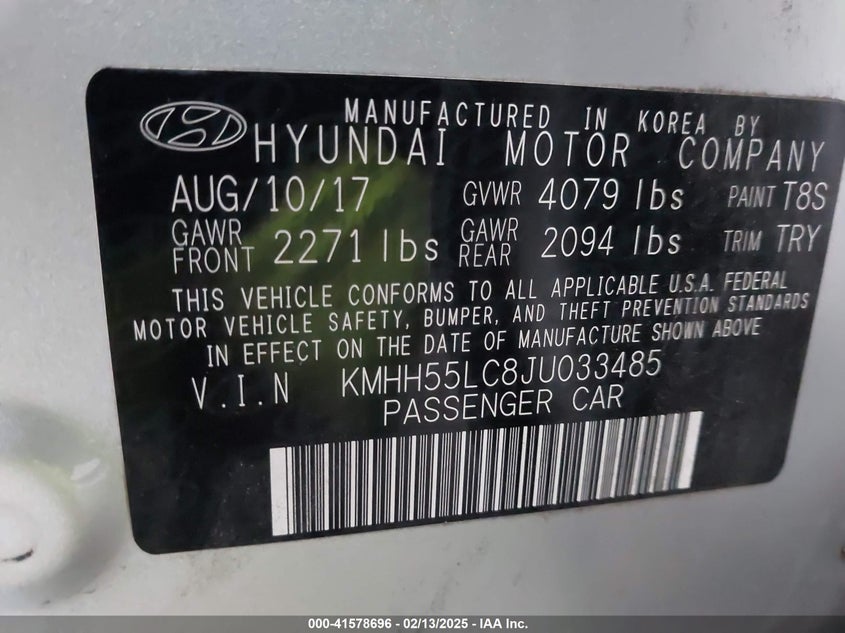 MANUFACTURED IN KOREA BY
HYUNDAI MOTOR COMPANY
AUG/10/17 GVWR 4079 lbs PAINT T8S
GAWR FRONT 2271 lbs GAWR REAR 2094 lbs TRIM TRY
THIS VEHICLE CONFORMS TO ALL APPLICABLE U.S.A. FEDERAL
MOTOR VEHICLE SAFETY, BUMPER, AND THEFT PREVENTION STANDARDS
IN EFFECT ON THE DATE OF MANUFACTURE SHOWN ABOVE
V.I.N KMHH55LC8JU033485
PASSENGER CAR
000-41578696 - 02/13/2025 - IAA Inc.